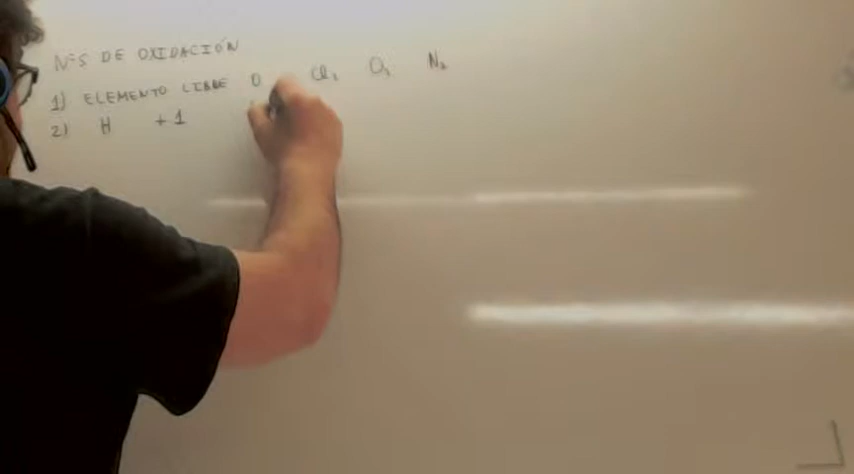 Nºs DE OXIDACIÓN
1) ELEMENTO LIBRE 0 Cl₂ O₂ N₂
2) H +1